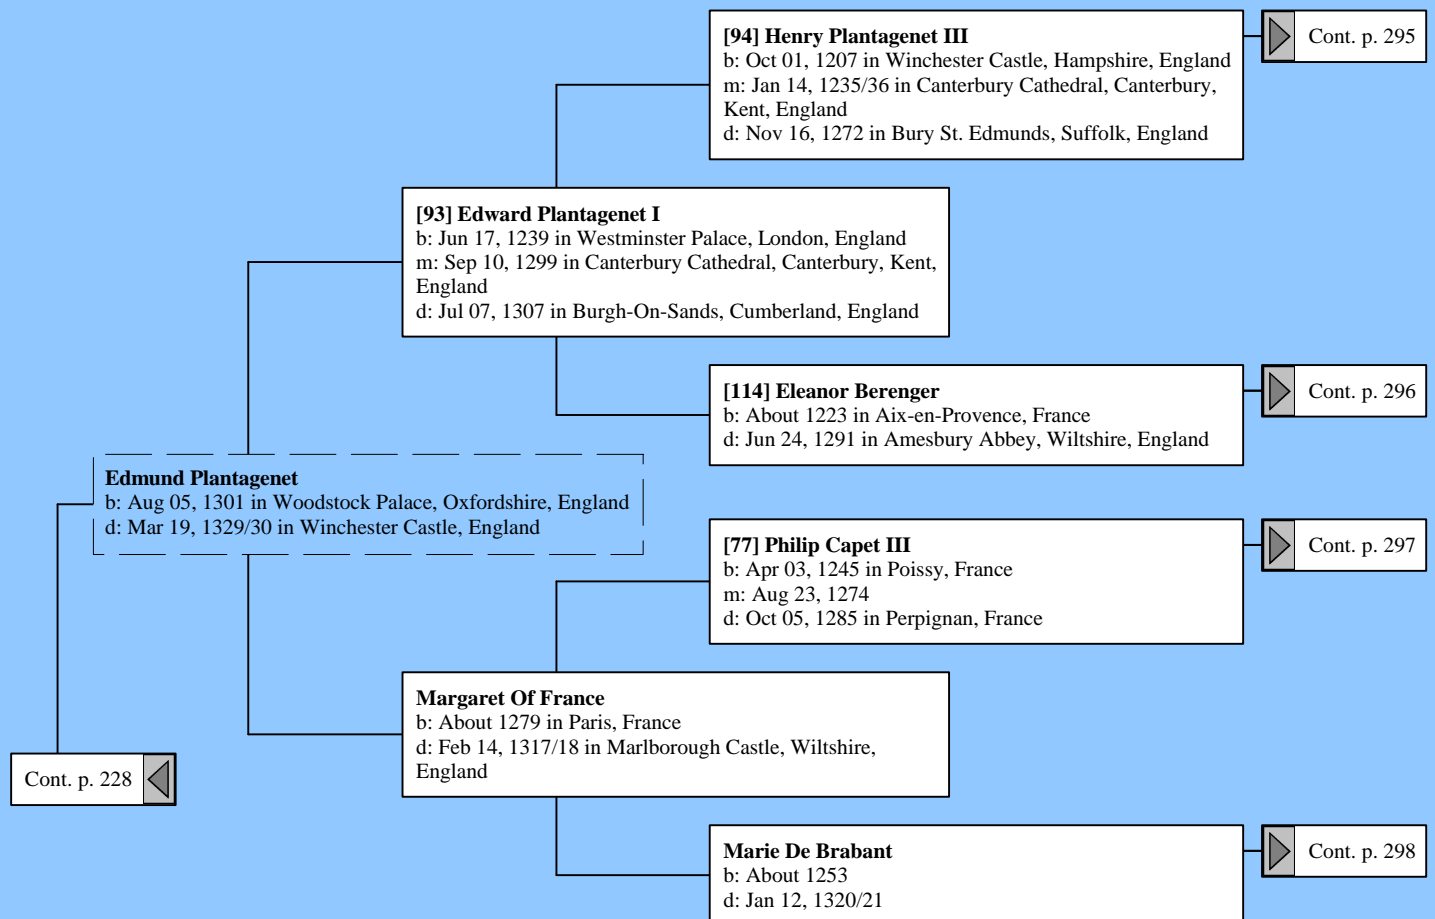 [94] Henry Plantagenet III
b: Oct 01, 1207 in Winchester Castle, Hampshire, England
m: Jan 14, 1235/36 in Canterbury Cathedral, Canterbury,
Kent, England
d: Nov 16, 1272 in Bury St. Edmunds, Suffolk, England
Cont. p. 295
[93] Edward Plantagenet I
b: Jun 17, 1239 in Westminster Palace, London, England
m: Sep 10, 1299 in Canterbury Cathedral, Canterbury, Kent,
England
d: Jul 07, 1307 in Burgh-On-Sands, Cumberland, England
[114] Eleanor Berenger
b: About 1223 in Aix-en-Provence, France
d: Jun 24, 1291 in Amesbury Abbey, Wiltshire, England
Cont. p. 296
Edmund Plantagenet
b: Aug 05, 1301 in Woodstock Palace, Oxfordshire, England
d: Mar 19, 1329/30 in Winchester Castle, England
[77] Philip Capet III
b: Apr 03, 1245 in Poissy, France
m: Aug 23, 1274
d: Oct 05, 1285 in Perpignan, France
Cont. p. 297
Margaret Of France
b: About 1279 in Paris, France
d: Feb 14, 1317/18 in Marlborough Castle, Wiltshire,
England
Cont. p. 228
Marie De Brabant
b: About 1253
d: Jan 12, 1320/21
Cont. p. 298